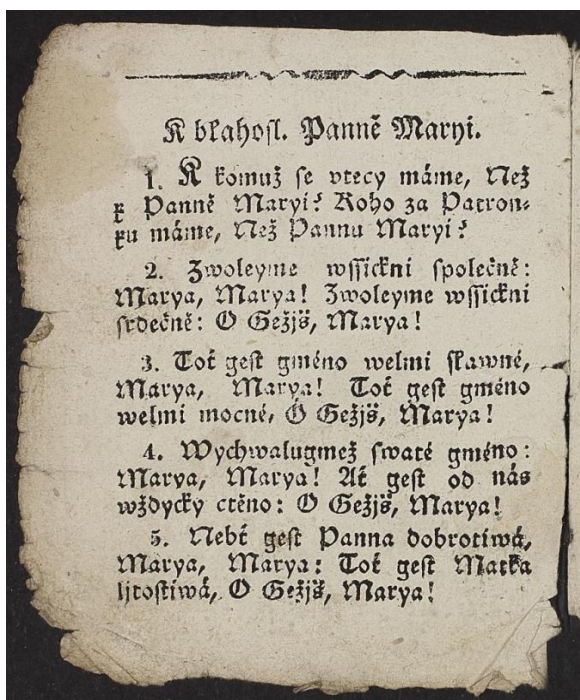 K blahosl. Panně Maryi.
1. K komuž se vtecy máme, Než
k Panně Maryi? Koho za Patron-
ku máme, Než Pannu Maryi?
2. Zwoleyme wssickni společně:
Marya, Marya! Zwoleyme wssickni
srdečně: O Gežjš, Marya!
3. Toť gest gméno welmi slawné,
Marya, Marya! Toť gest gméno
welmi mocné, Ó Gežjš, Marya!
4. Wychwalugmež swaté gméno:
Marya, Marya! Ať gest od nás
wždycky ctěno: O Gežjš, Marya!
5. Nebť gest Panna dobrotiwá,
Marya, Marya: Toť gest Matka
ljtostiwá, O Gežjš, Marya!